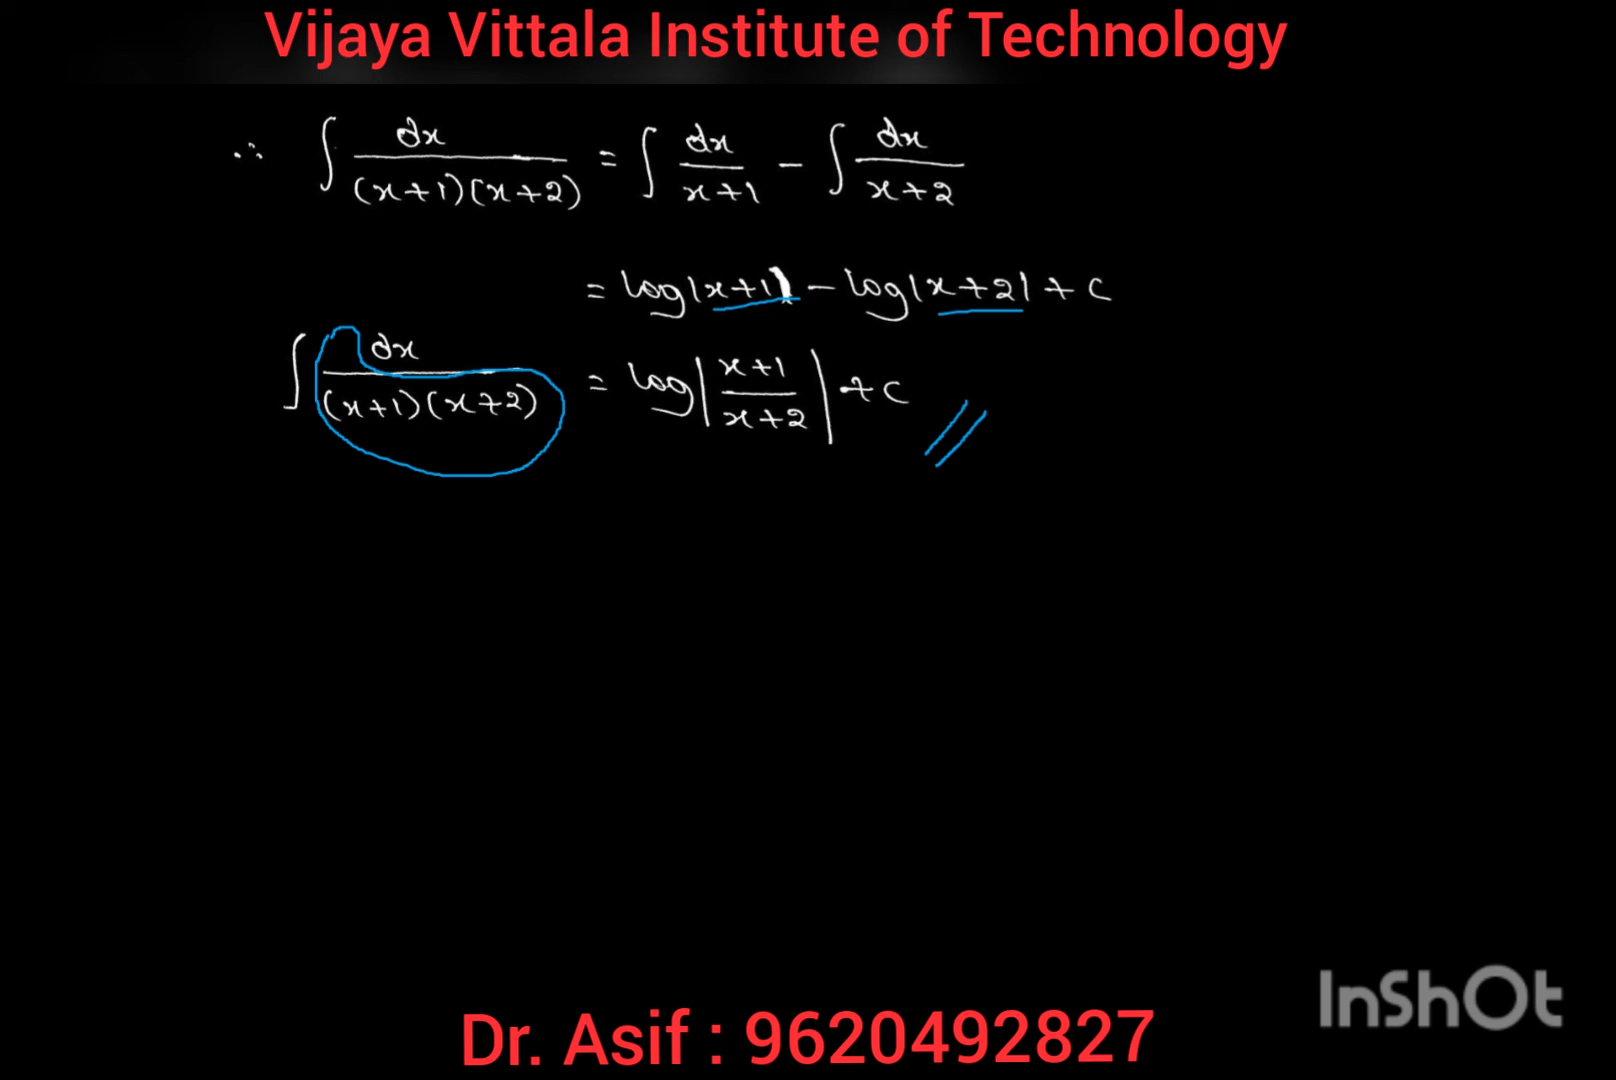 Vijaya Vittala Institute of Technology
∴ ∫ dx/((x+1)(x+2)) = ∫ dx/(x+1) − ∫ dx/(x+2)
= log|x+1| − log|x+2| + c
∫ dx/((x+1)(x+2)) = log|(x+1)/(x+2)| + c
InShOt
Dr. Asif : 9620492827